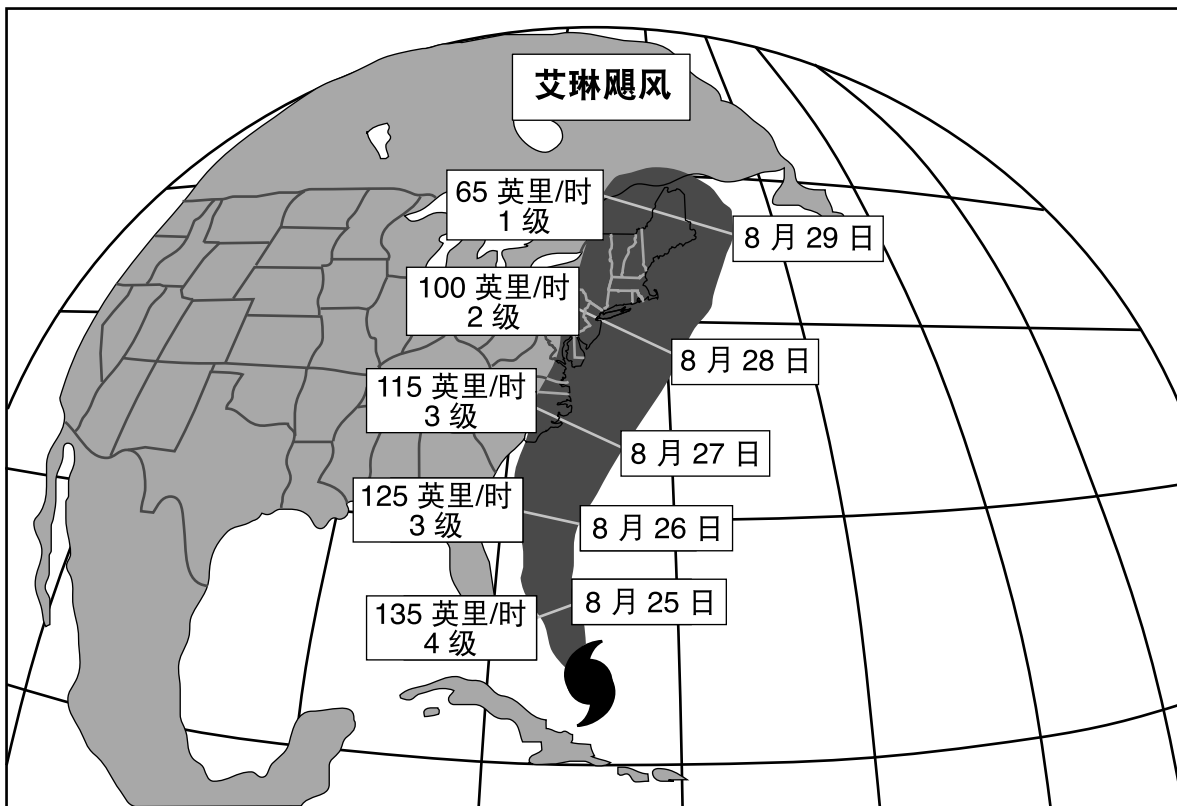 艾琳飓风
65 英里/时
1 级
8 月 29 日
100 英里/时
2 级
8 月 28 日
115 英里/时
3 级
8 月 27 日
125 英里/时
3 级
8 月 26 日
135 英里/时
4 级
8 月 25 日